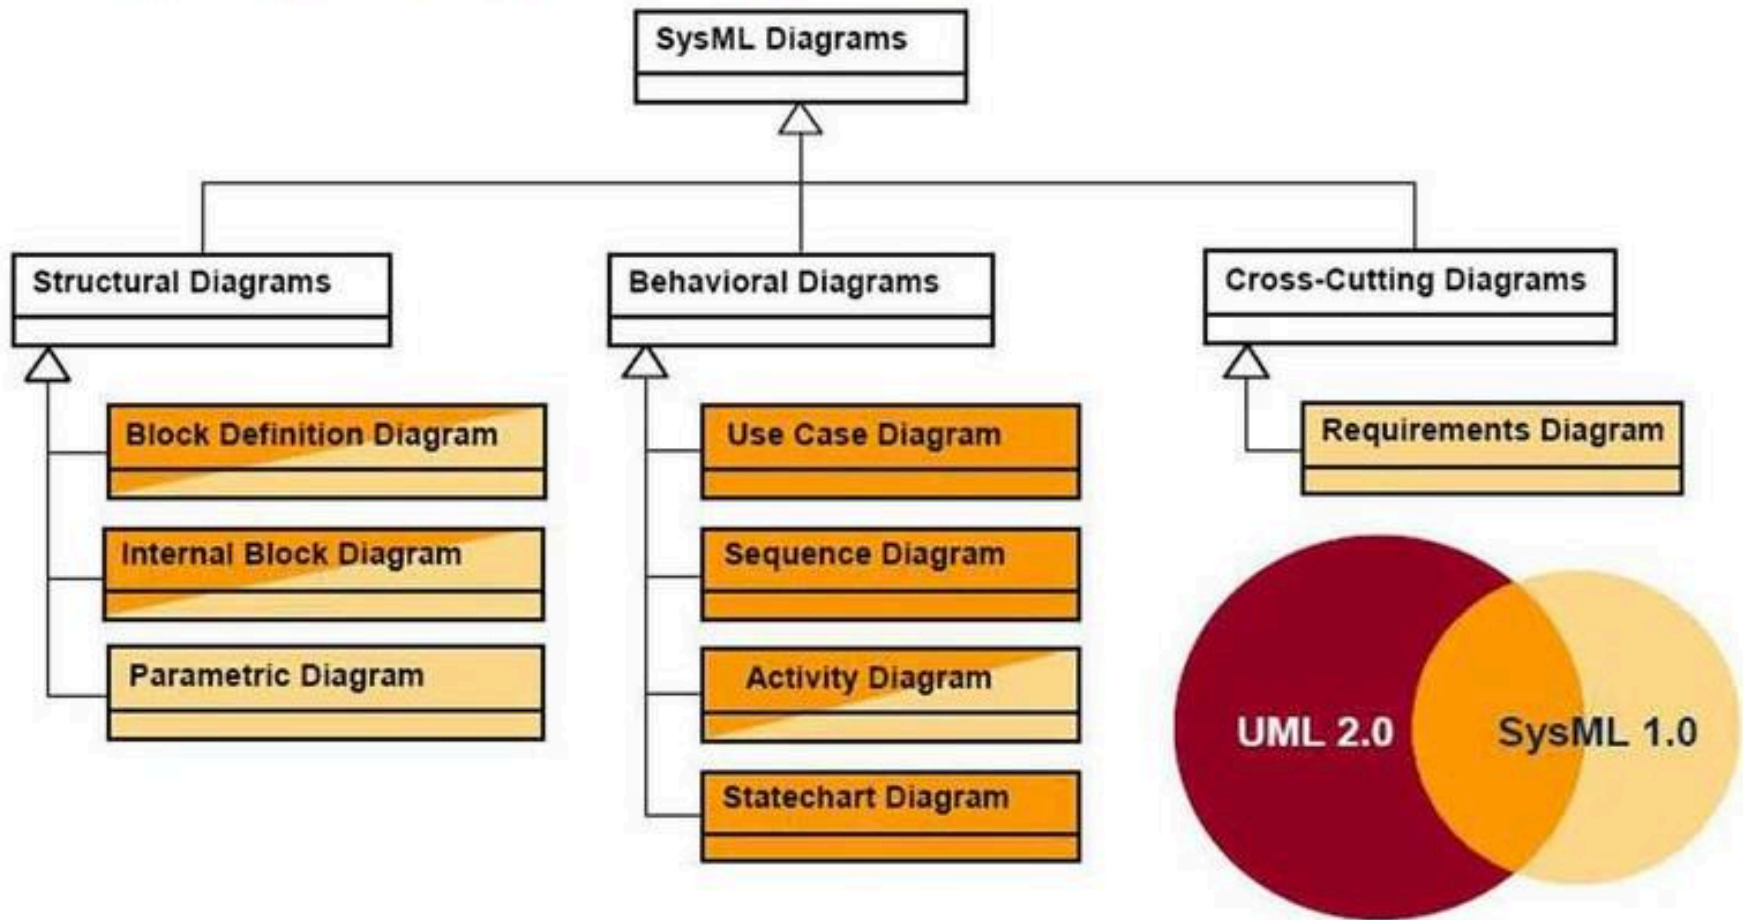 SysML Diagrams
Structural Diagrams
Behavioral Diagrams
Cross-Cutting Diagrams
Block Definition Diagram
Internal Block Diagram
Parametric Diagram
Use Case Diagram
Sequence Diagram
Activity Diagram
Statechart Diagram
Requirements Diagram
UML 2.0
SysML 1.0